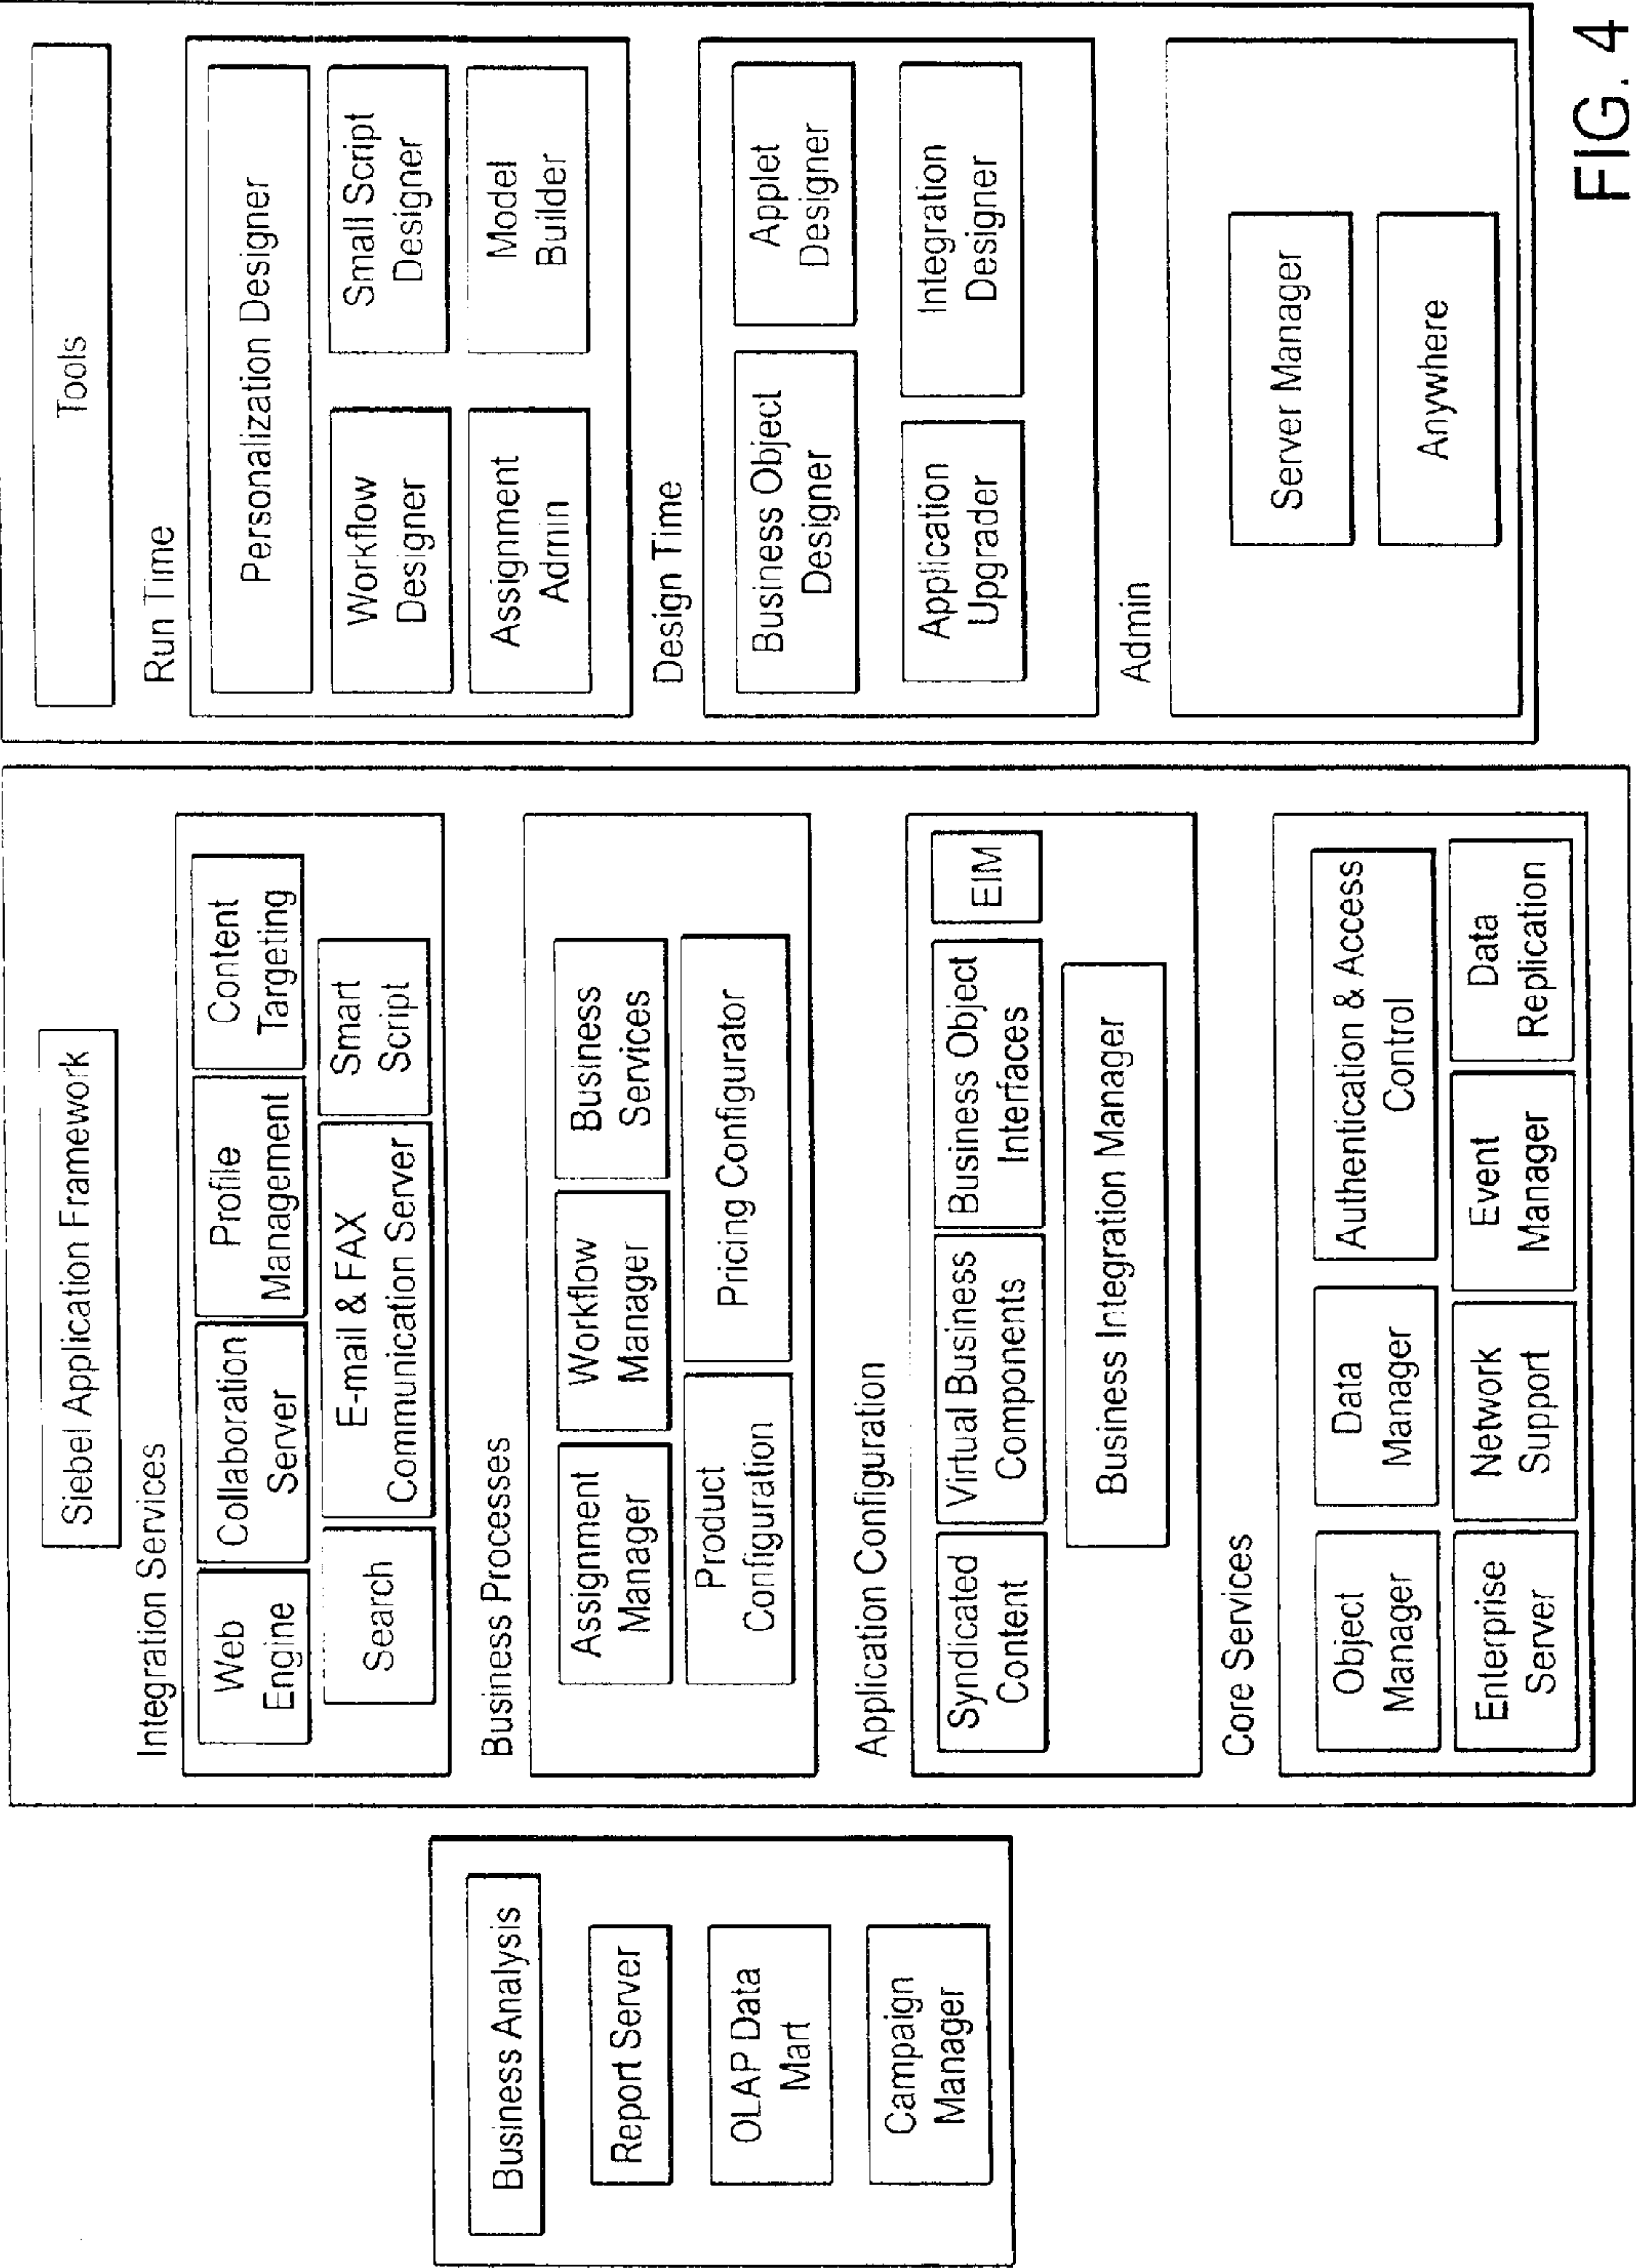 Business Analysis
Report Server
OLAP Data
Mart
Campaign
Manager
Siebel Application Framework
Integration Services
Web
Engine
Collaboration
Server
Profile
Management
Content
Targeting
Search
E-mail & FAX
Communication Server
Smart
Script
Business Processes
Assignment
Manager
Workflow
Manager
Business
Services
Product
Configuration
Pricing Configurator
Application Configuration
Syndicated
Content
Virtual Business
Components
Business Object
Interfaces
EIM
Business Integration Manager
Core Services
Object
Manager
Data
Manager
Authentication & Access
Control
Enterprise
Server
Network
Support
Event
Manager
Data
Replication
Tools
Run Time
Personalization Designer
Workflow
Designer
Small Script
Designer
Assignment
Admin
Model
Builder
Design Time
Business Object
Designer
Applet
Designer
Application
Upgrader
Integration
Designer
Admin
Server Manager
Anywhere
FIG. 4